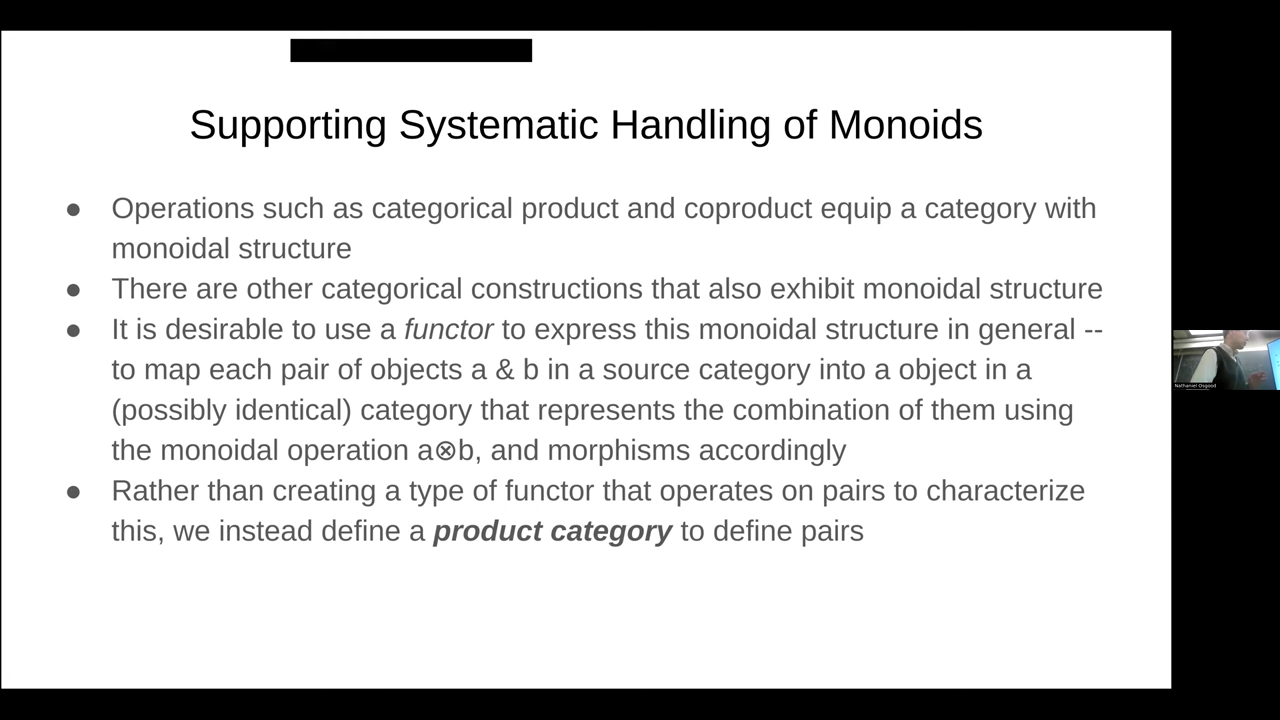 Supporting Systematic Handling of Monoids
● Operations such as categorical product and coproduct equip a category with
monoidal structure
● There are other categorical constructions that also exhibit monoidal structure
● It is desirable to use a functor to express this monoidal structure in general --
to map each pair of objects a & b in a source category into a object in a
(possibly identical) category that represents the combination of them using
the monoidal operation a⊗b, and morphisms accordingly
● Rather than creating a type of functor that operates on pairs to characterize
this, we instead define a product category to define pairs
Nathaniel Osgood